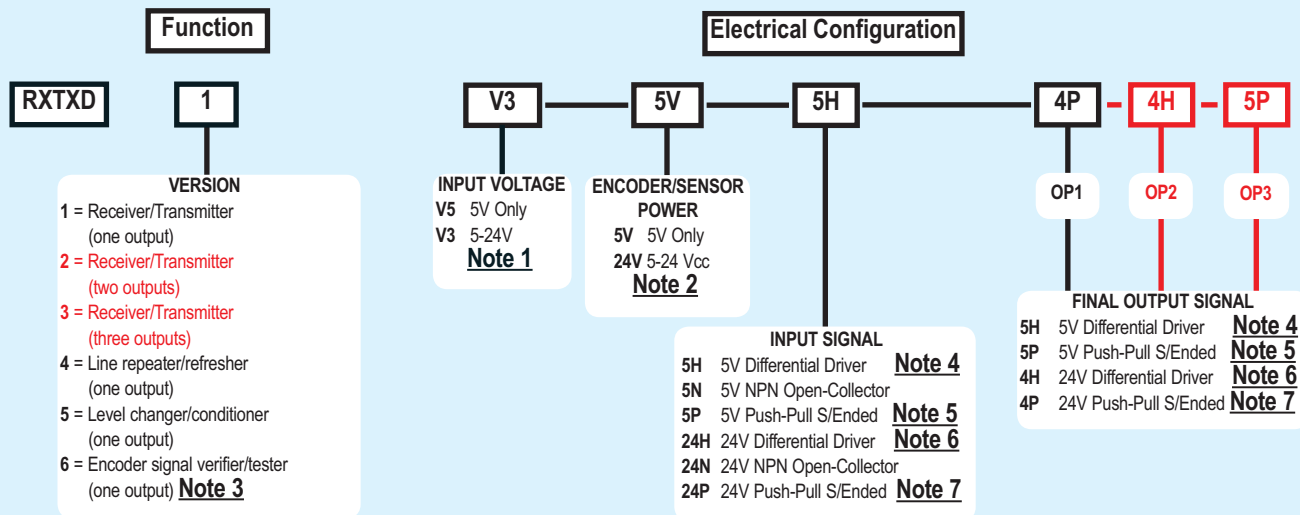 Function
Electrical Configuration
RXTXD
1
V3
5V
5H
4P
4H
5P
VERSION
1 = Receiver/Transmitter
(one output)
2 = Receiver/Transmitter
(two outputs)
3 = Receiver/Transmitter
(three outputs)
4 = Line repeater/refresher
(one output)
5 = Level changer/conditioner
(one output)
6 = Encoder signal verifier/tester
(one output) Note 3
INPUT VOLTAGE
V5 5V Only
V3 5-24V
Note 1
ENCODER/SENSOR
POWER
5V 5V Only
24V 5-24 Vcc
Note 2
INPUT SIGNAL
5H 5V Differential Driver Note 4
5N 5V NPN Open-Collector
5P 5V Push-Pull S/Ended Note 5
24H 24V Differential Driver Note 6
24N 24V NPN Open-Collector
24P 24V Push-Pull S/Ended Note 7
OP1
OP2
OP3
FINAL OUTPUT SIGNAL
5H 5V Differential Driver Note 4
5P 5V Push-Pull S/Ended Note 5
4H 24V Differential Driver Note 6
4P 24V Push-Pull S/Ended Note 7